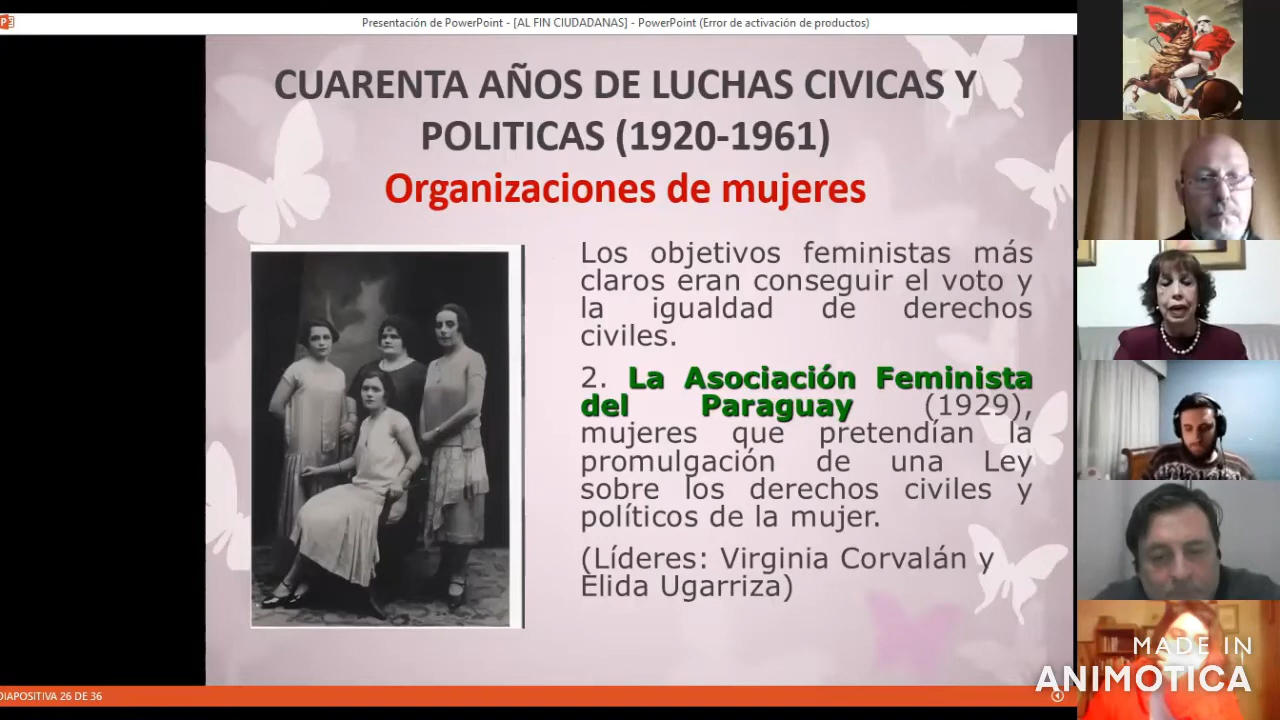 Presentación de PowerPoint - [AL FIN CIUDADANAS] - PowerPoint (Error de activación de productos)
CUARENTA AÑOS DE LUCHAS CIVICAS Y
POLITICAS (1920-1961)
Organizaciones de mujeres
Los objetivos feministas más
claros eran conseguir el voto y
la igualdad de derechos
civiles.
2. La Asociación Feminista
del Paraguay (1929),
mujeres que pretendían la
promulgación de una Ley
sobre los derechos civiles y
políticos de la mujer.
(Líderes: Virginia Corvalán y
Elida Ugarriza)
MADE IN
ANIMOTICA
DIAPOSITIVA 26 DE 36